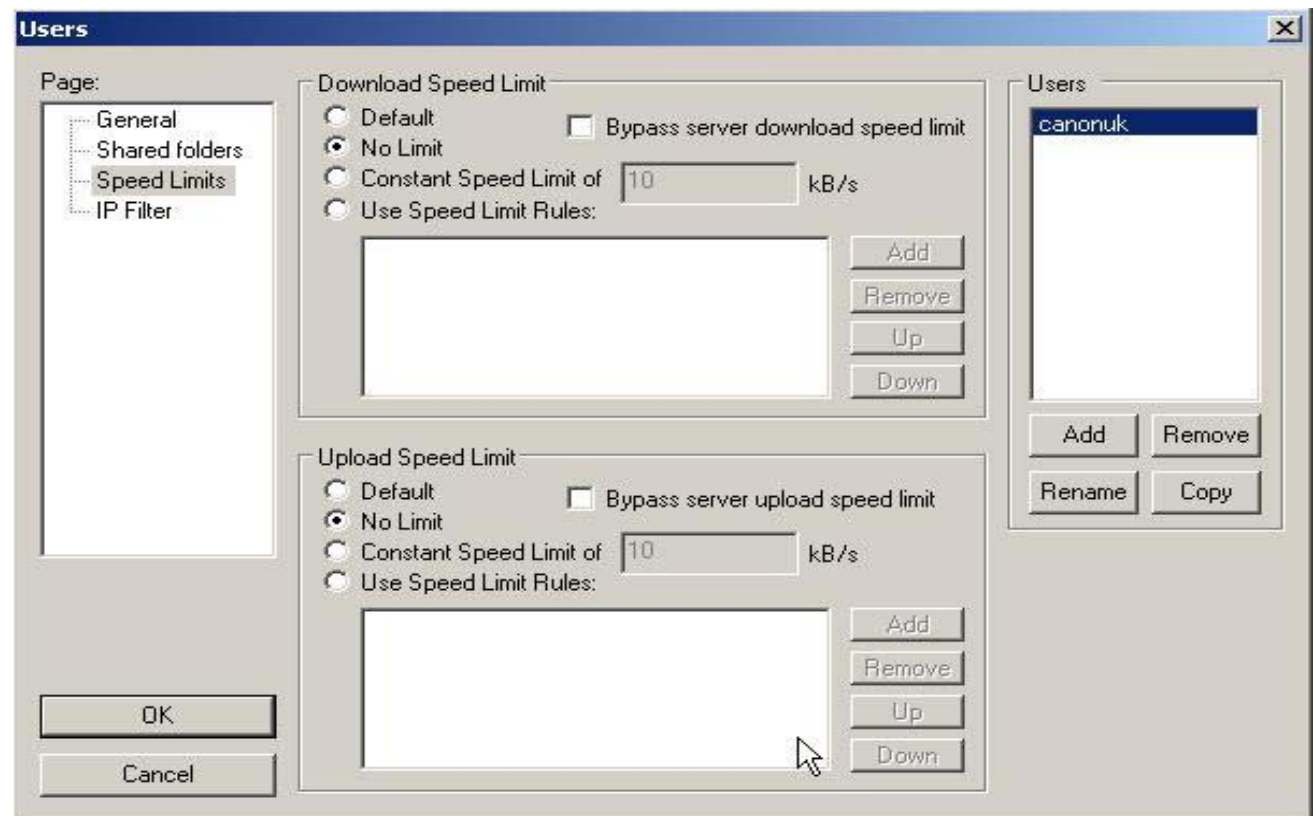 Users
Page:
General
Shared folders
Speed Limits
IP Filter
OK
Cancel
Download Speed Limit
Default
Bypass server download speed limit
No Limit
Constant Speed Limit of 10 kB/s
Use Speed Limit Rules:
Add
Remove
Up
Down
Upload Speed Limit
Default
Bypass server upload speed limit
No Limit
Constant Speed Limit of 10 kB/s
Use Speed Limit Rules:
Add
Remove
Up
Down
Users
canonuk
Add Remove
Rename Copy